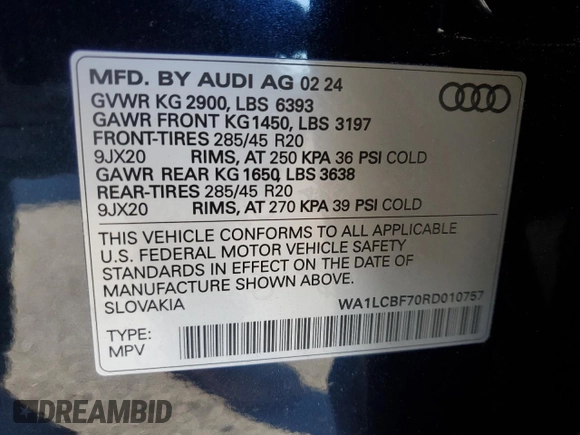 MFD. BY AUDI AG 02 24
GVWR KG 2900, LBS 6393
GAWR FRONT KG1450, LBS 3197
FRONT-TIRES 285/45 R20
9JX20 RIMS, AT 250 KPA 36 PSI COLD
GAWR REAR KG 1650, LBS 3638
REAR-TIRES 285/45 R20
9JX20 RIMS, AT 270 KPA 39 PSI COLD
THIS VEHICLE CONFORMS TO ALL APPLICABLE
U.S. FEDERAL MOTOR VEHICLE SAFETY
STANDARDS IN EFFECT ON THE DATE OF
MANUFACTURE SHOWN ABOVE.
SLOVAKIA
WA1LCBF70RD010757
TYPE:
MPV
DREAMBID